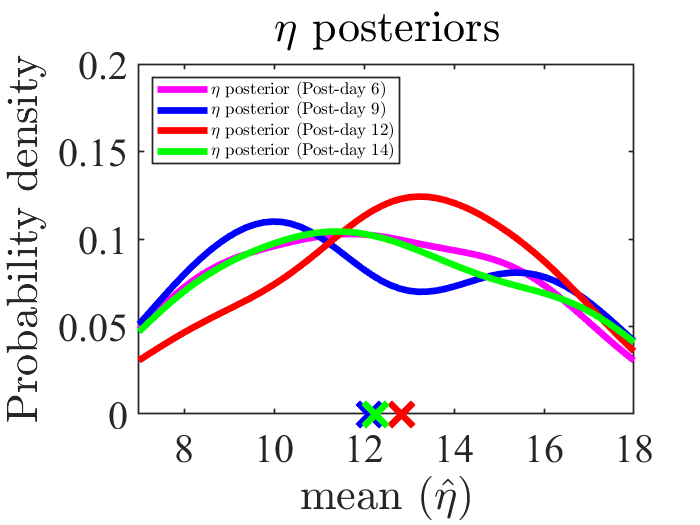 η posteriors
Probability density
0.2
0.15
0.1
0.05
0
η posterior (Post-day 6)
η posterior (Post-day 9)
η posterior (Post-day 12)
η posterior (Post-day 14)
8 10 12 14 16 18
mean (η̂)